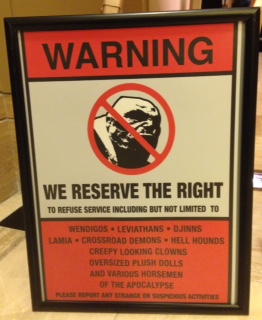 WARNING
WE RESERVE THE RIGHT
TO REFUSE SERVICE INCLUDING BUT NOT LIMITED TO
WENDIGOS • LEVIATHANS • DJINNS
LAMIA • CROSSROAD DEMONS • HELL HOUNDS
CREEPY LOOKING CLOWNS
OVERSIZED PLUSH DOLLS
AND VARIOUS HORSEMEN
OF THE APOCALYPSE
PLEASE REPORT ANY STRANGE OR SUSPICIOUS ACTIVITIES